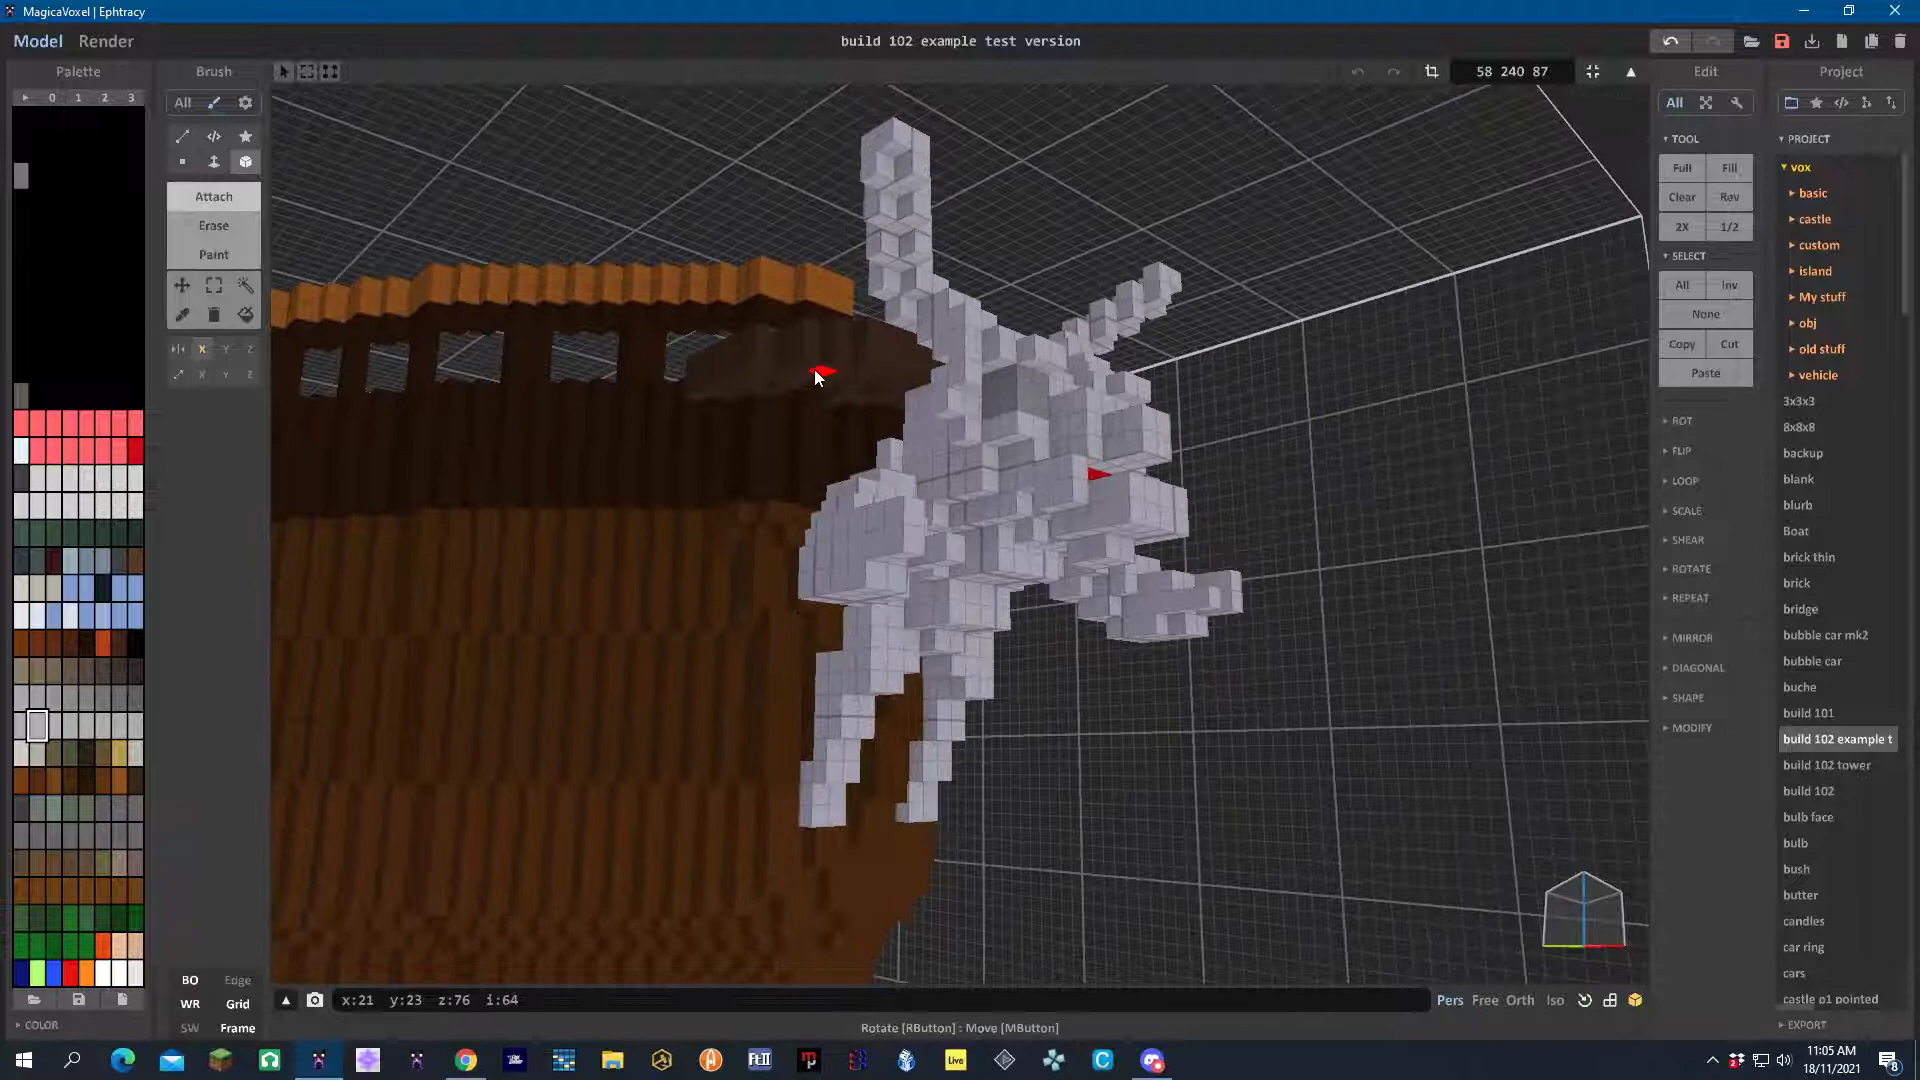 MagicaVoxel | Ephtracy
Model Render
build 102 example test version
Palette
Brush
58 240 87
Edit
Project
0 1 2 3
All
All
TOOL
PROJECT
Full Fill
vox
Attach
Clear Rev
basic
Erase
2X 1/2
castle
Paint
SELECT
custom
All Inv
island
None
My stuff
Copy Cut
obj
X Y Z
Paste
old stuff
X Y Z
vehicle
ROT
3x3x3
FLIP
8x8x8
LOOP
backup
SCALE
blank
SHEAR
blurb
ROTATE
Boat
REPEAT
brick thin
MIRROR
brick
DIAGONAL
bridge
SHAPE
bubble car mk2
MODIFY
bubble car
buche
build 101
build 102 example t
build 102 tower
build 102
bulb face
bulb
bush
butter
candles
car ring
cars
castle p1 pointed
BO Edge
WR Grid
SW Frame
x:21 y:23 z:76 i:64
Pers Free Orth Iso
COLOR
Rotate [RButton] : Move [MButton]
EXPORT
Ft:II
Live
C
11:05 AM
18/11/2021
8